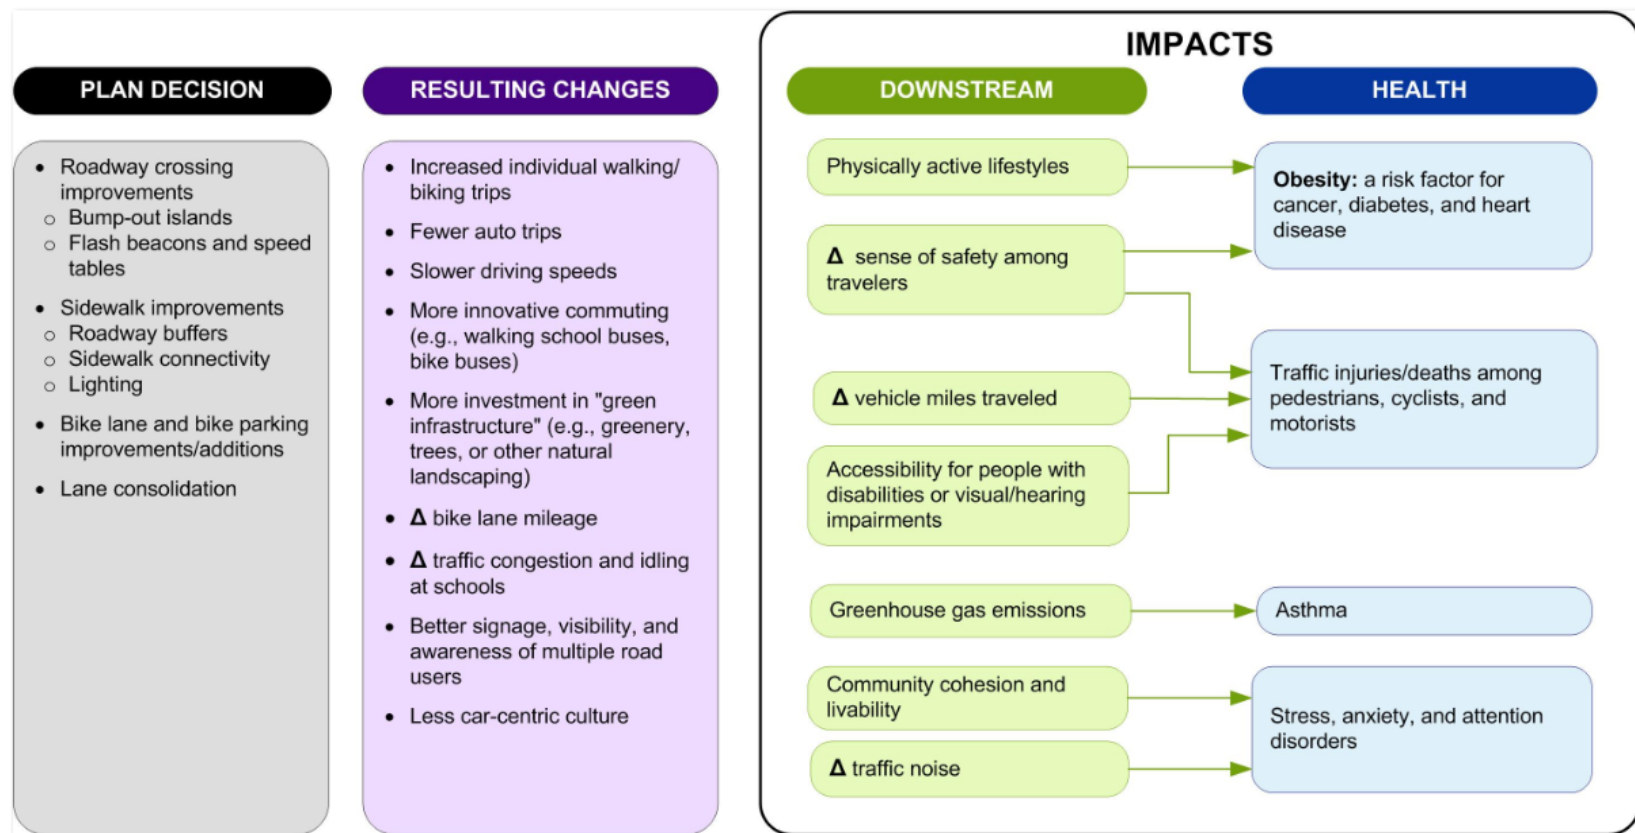 IMPACTS
PLAN DECISION
• Roadway crossing
improvements
o Bump-out islands
o Flash beacons and speed
tables
• Sidewalk improvements
o Roadway buffers
o Sidewalk connectivity
o Lighting
• Bike lane and bike parking
improvements/additions
• Lane consolidation
RESULTING CHANGES
• Increased individual walking/
biking trips
• Fewer auto trips
• Slower driving speeds
• More innovative commuting
(e.g., walking school buses,
bike buses)
• More investment in "green
infrastructure" (e.g., greenery,
trees, or other natural
landscaping)
• Δ bike lane mileage
• Δ traffic congestion and idling
at schools
• Better signage, visibility, and
awareness of multiple road
users
• Less car-centric culture
DOWNSTREAM
Physically active lifestyles
Δ sense of safety among
travelers
Δ vehicle miles traveled
Accessibility for people with
disabilities or visual/hearing
impairments
Greenhouse gas emissions
Community cohesion and
livability
Δ traffic noise
HEALTH
Obesity: a risk factor for
cancer, diabetes, and heart
disease
Traffic injuries/deaths among
pedestrians, cyclists, and
motorists
Asthma
Stress, anxiety, and attention
disorders